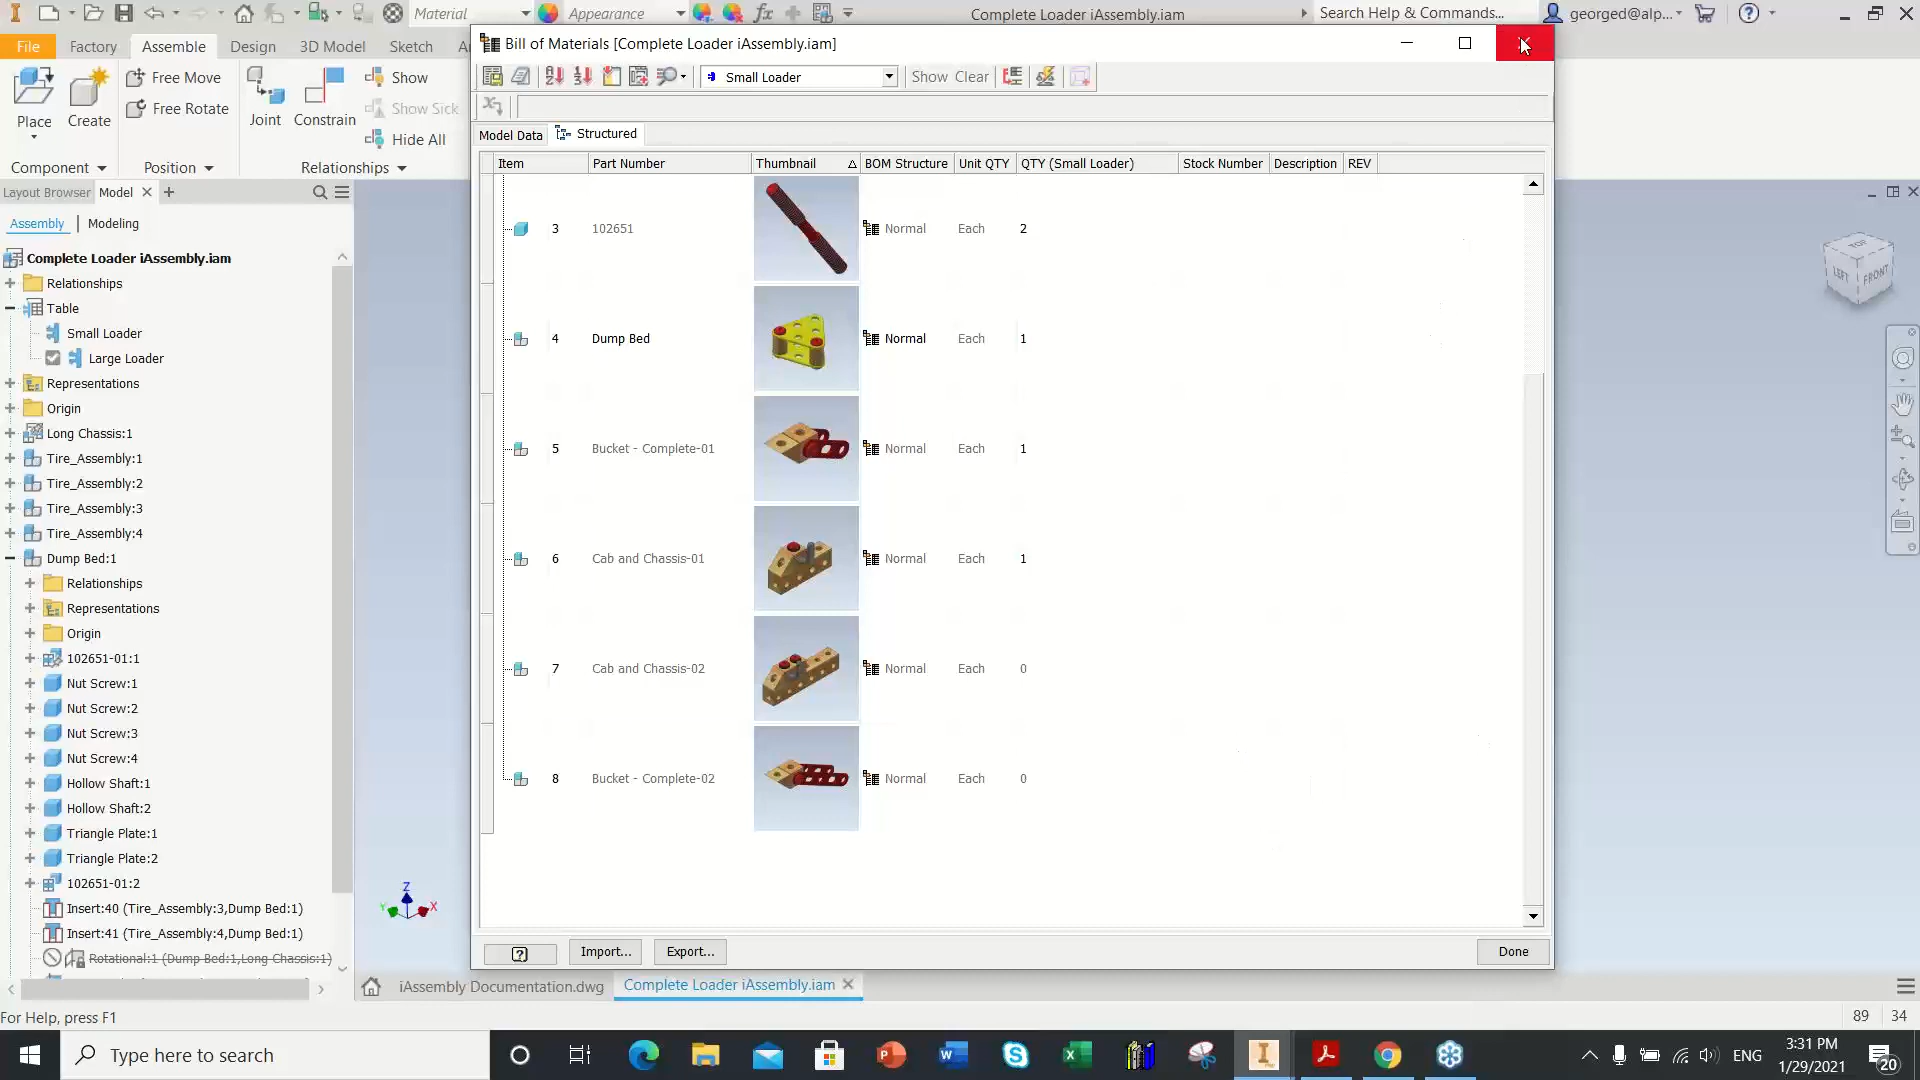 Material
Appearance
Complete Loader iAssembly.iam
Search Help & Commands...
georged@alp...
File
Factory
Assemble
Design
3D Model
Sketch
Bill of Materials [Complete Loader iAssembly.iam]
Place
Create
Free Move
Free Rotate
Joint
Constrain
Show
Show Sick
Hide All
Component
Position
Relationships
Small Loader
Show Clear
Model Data
Structured
Layout Browser
Model
Assembly
Modeling
Item
Part Number
Thumbnail
BOM Structure
Unit QTY
QTY (Small Loader)
Stock Number
Description
REV
3 102651 Normal Each 2
4 Dump Bed Normal Each 1
5 Bucket - Complete-01 Normal Each 1
6 Cab and Chassis-01 Normal Each 1
7 Cab and Chassis-02 Normal Each 0
8 Bucket - Complete-02 Normal Each 0
Complete Loader iAssembly.iam
Relationships
Table
Small Loader
Large Loader
Representations
Origin
Long Chassis:1
Tire_Assembly:1
Tire_Assembly:2
Tire_Assembly:3
Tire_Assembly:4
Dump Bed:1
Relationships
Representations
Origin
102651-01:1
Nut Screw:1
Nut Screw:2
Nut Screw:3
Nut Screw:4
Hollow Shaft:1
Hollow Shaft:2
Triangle Plate:1
Triangle Plate:2
102651-01:2
Insert:40 (Tire_Assembly:3,Dump Bed:1)
Insert:41 (Tire_Assembly:4,Dump Bed:1)
Rotational:1 (Dump Bed:1,Long Chassis:1)
TOP
LEFT
FRONT
Z
Y
X
Import...
Export...
Done
iAssembly Documentation.dwg
Complete Loader iAssembly.iam
For Help, press F1
89 34
Type here to search
ENG
3:31 PM
1/29/2021
20